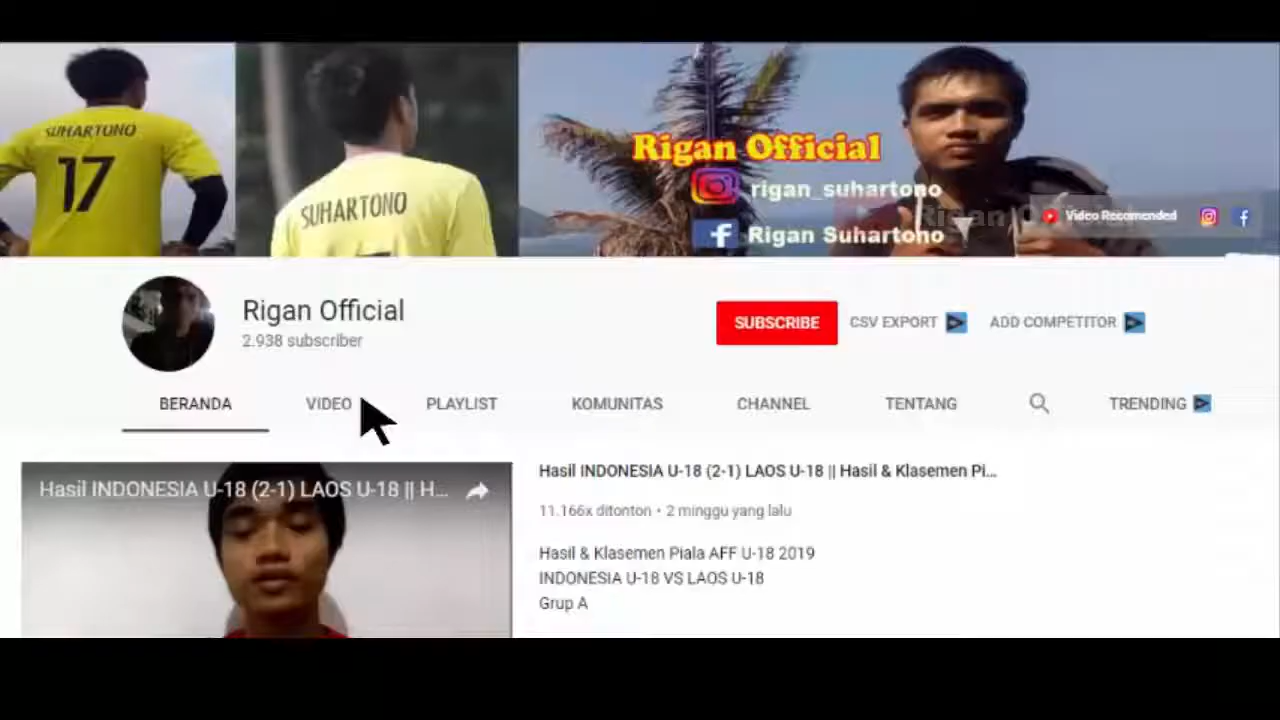 SUHARTONO
17
SUHARTONO
Rigan Official
rigan_suhartono
Rigan Suhartono
Video Recomended
Rigan Official
2.938 subscriber
SUBSCRIBE
CSV EXPORT
ADD COMPETITOR
BERANDA
VIDEO
PLAYLIST
KOMUNITAS
CHANNEL
TENTANG
TRENDING
Hasil INDONESIA U-18 (2-1) LAOS U-18 || H...
Hasil INDONESIA U-18 (2-1) LAOS U-18 || Hasil & Klasemen Pi...
11.166x ditonton • 2 minggu yang lalu
Hasil & Klasemen Piala AFF U-18 2019
INDONESIA U-18 VS LAOS U-18
Grup A